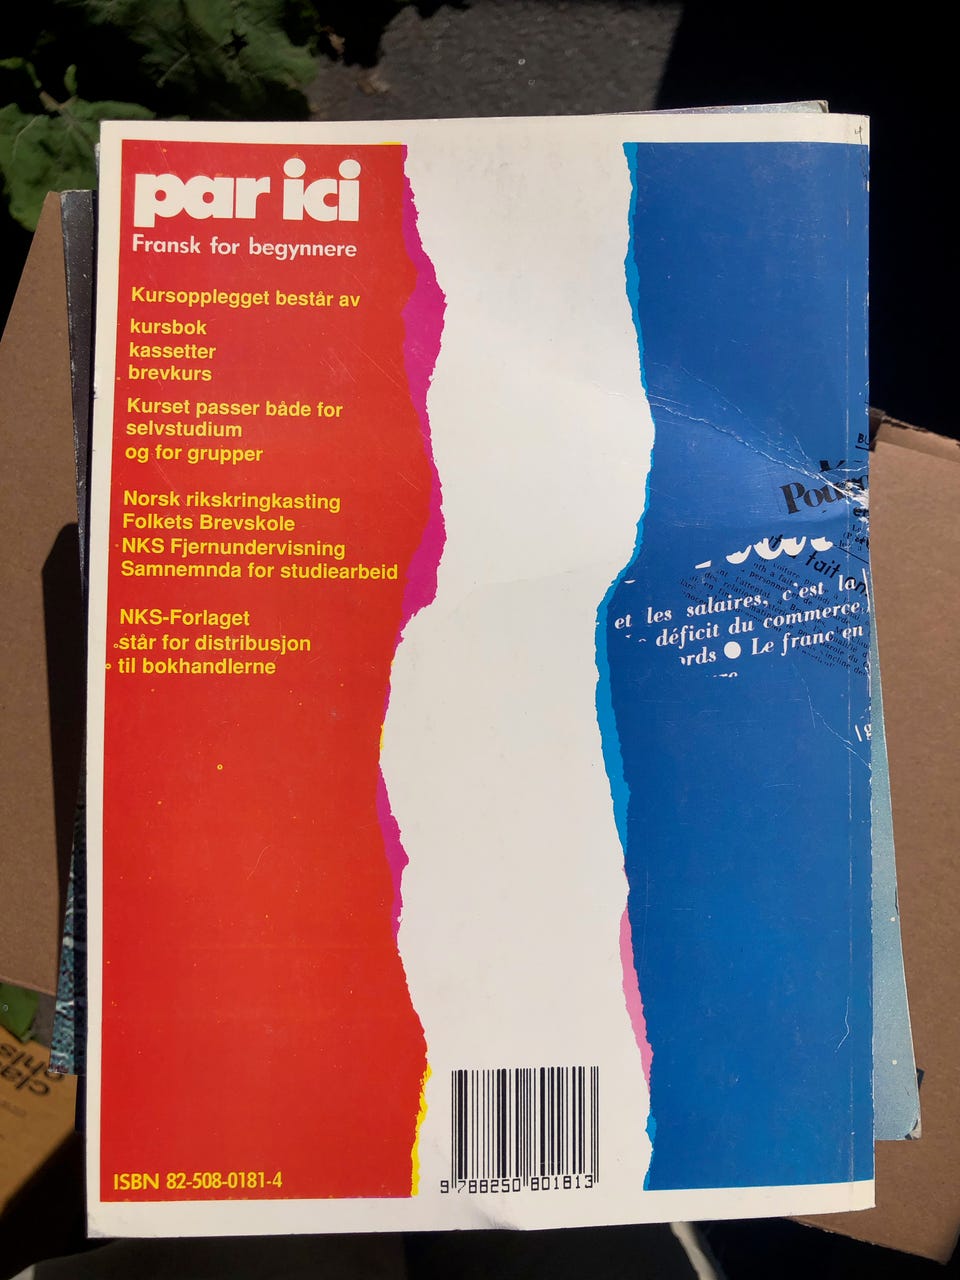 par ici
Fransk for begynnere
Kursopplegget består av
kursbok
kassetter
brevkurs
Kurset passer både for
selvstudium
og for grupper
Norsk rikskringkasting
Folkets Brevskole
NKS Fjernundervisning
Samnemnda for studiearbeid
NKS-Forlaget
står for distribusjon
til bokhandlerne
ISBN 82-508-0181-4
9 788250 801813
fait
et les salaires, c'est la
déficit du commerce
Le franc en